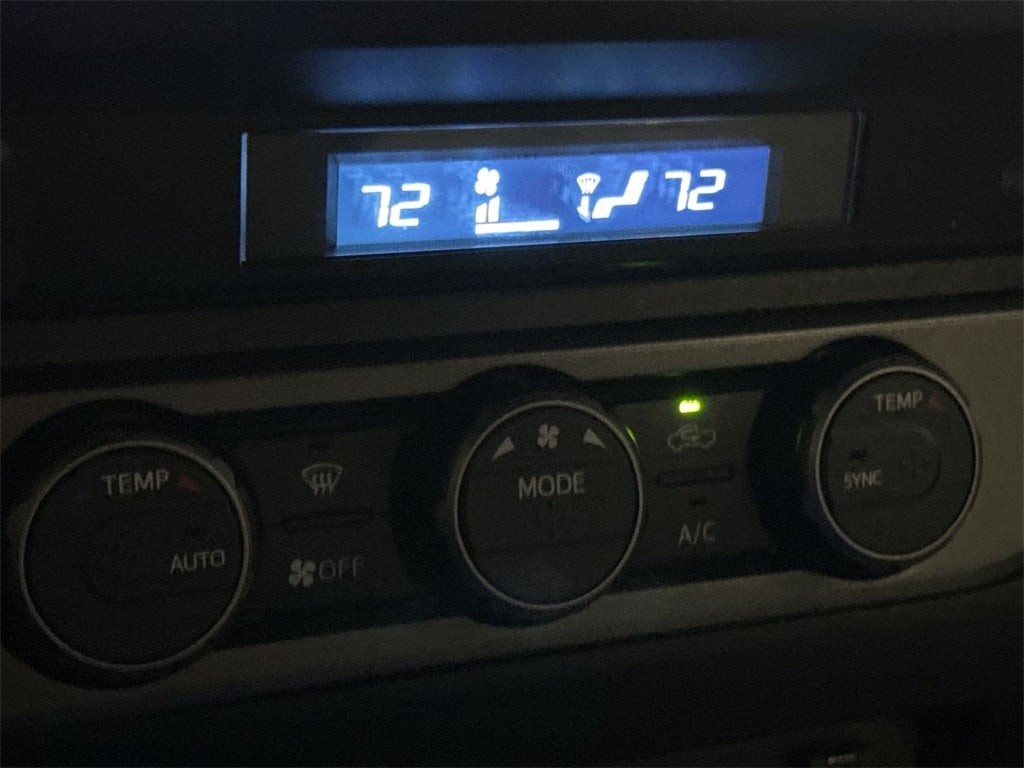 72 72
TEMP
AUTO
OFF
MODE
A/C
TEMP
SYNC